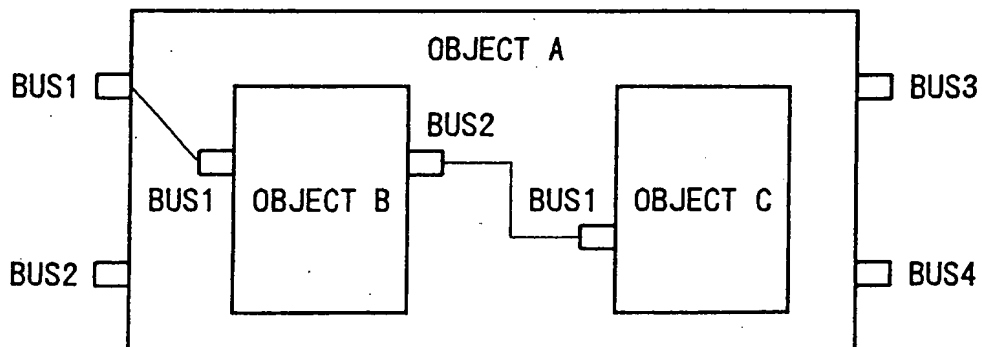 OBJECT A
BUS1
BUS3
BUS2
BUS1
OBJECT B
BUS1
OBJECT C
BUS2
BUS4